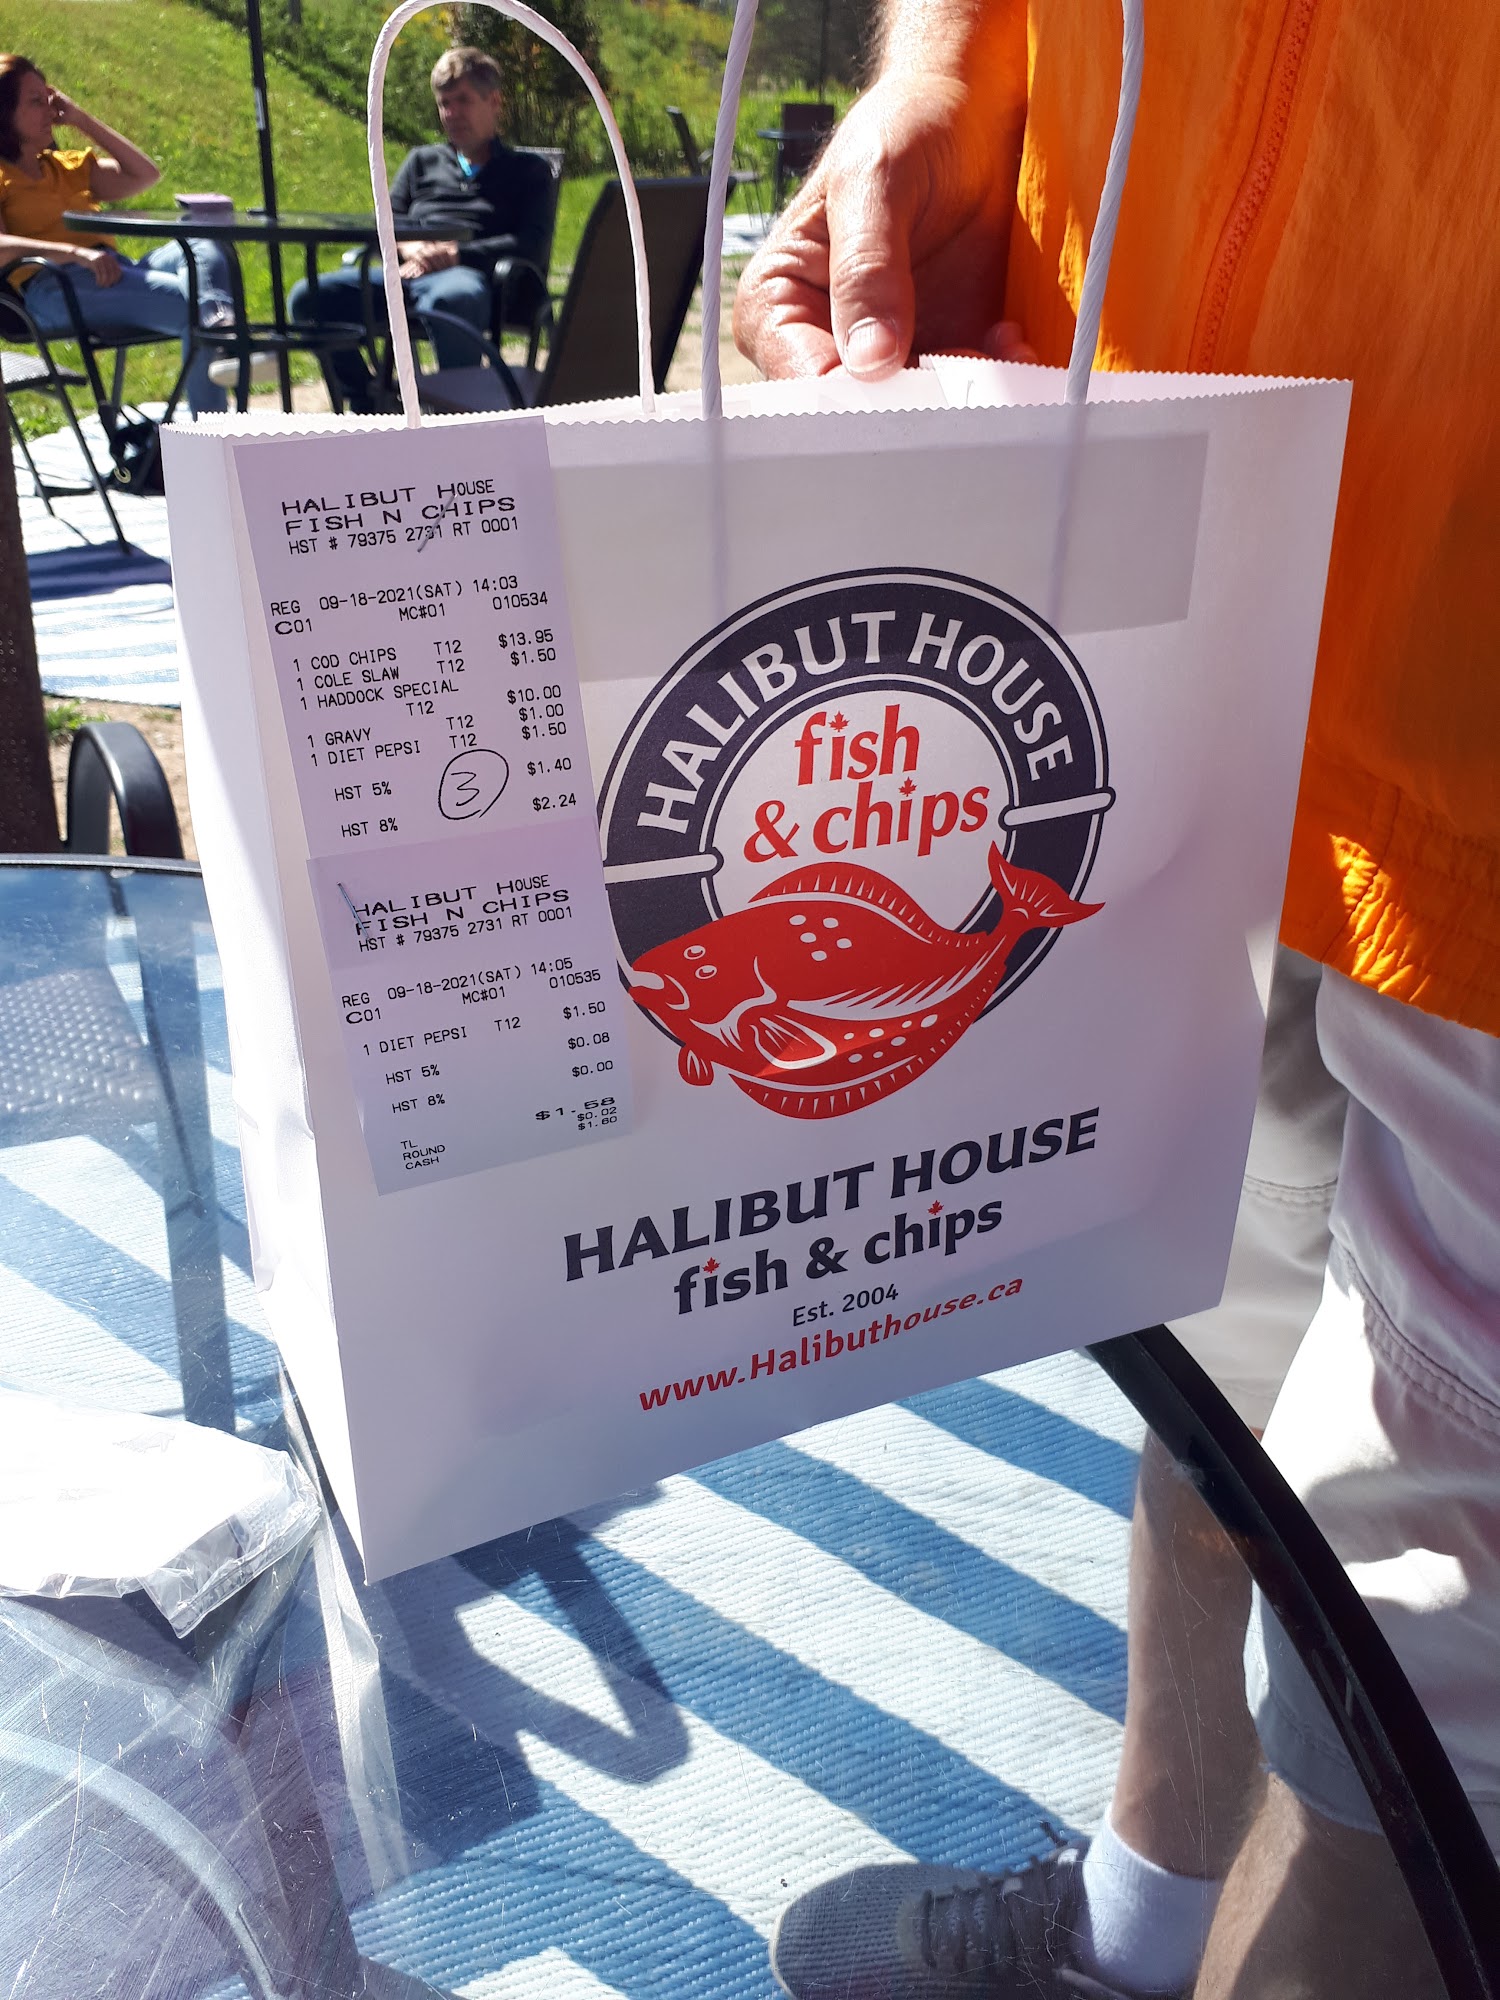 HALIBUT HOUSE
FISH N CHIPS
HST # 79375 2731 RT 0001
REG 09-18-2021(SAT) 14:03
C01 MC#01 010534
1 COD CHIPS T12 $13.95
1 COLE SLAW T12 $1.50
1 HADDOCK SPECIAL
T12 $10.00
1 GRAVY T12 $1.00
1 DIET PEPSI T12 $1.50
HST 5% $1.40
HST 8% $2.24
3
HALIBUT HOUSE
FISH N CHIPS
HST # 79375 2731 RT 0001
REG 09-18-2021(SAT) 14:05
C01 MC#01 010535
1 DIET PEPSI T12 $1.50
HST 5% $0.08
HST 8% $0.00
TL $1.58
ROUND $0.02
CASH $1.60
HALIBUT HOUSE
fish
& chips
HALIBUT HOUSE
fish & chips
Est. 2004
www.Halibuthouse.ca